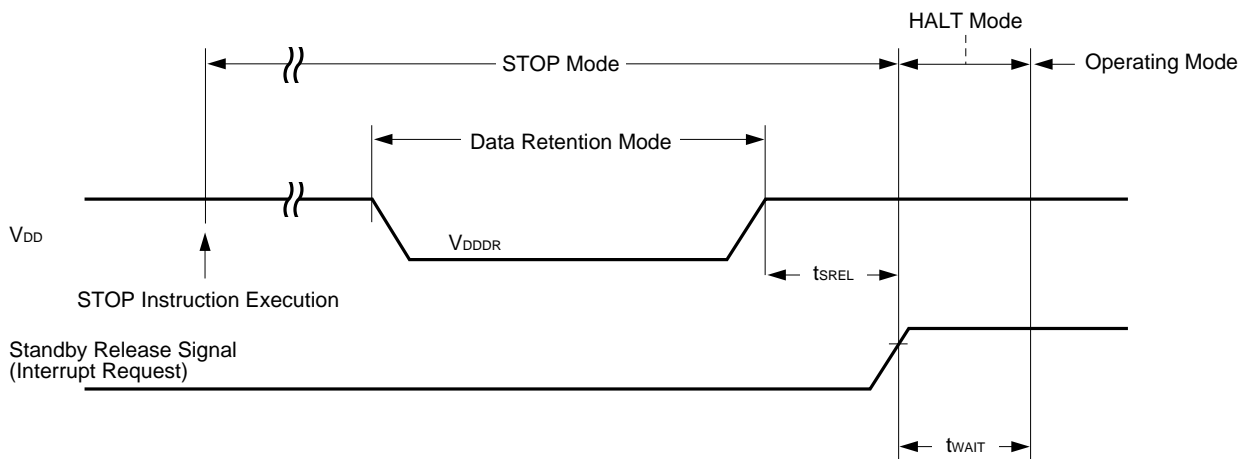 HALT Mode
STOP Mode
Operating Mode
Data Retention Mode
VDD
VDDDR
tSREL
STOP Instruction Execution
Standby Release Signal
(Interrupt Request)
tWAIT